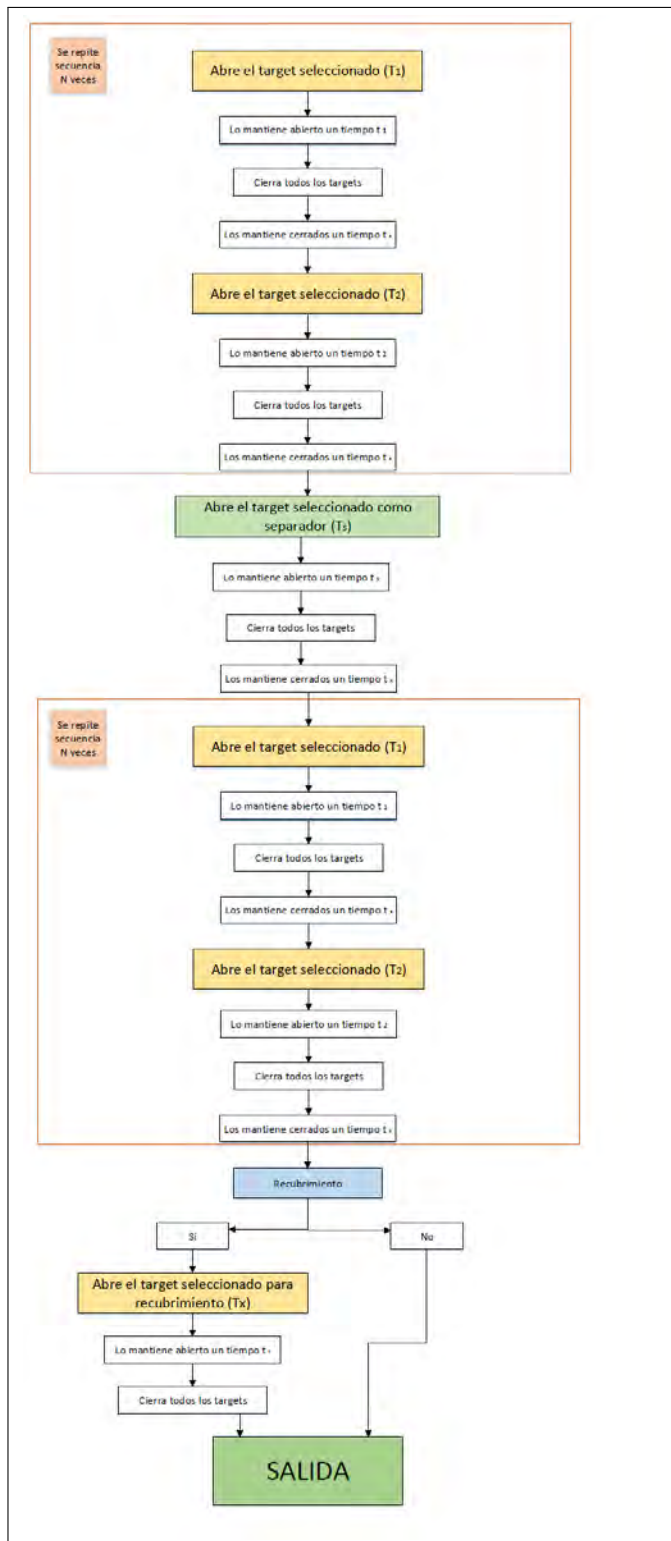 Se repite
secuencia
N veces
Abre el target seleccionado (T1)
Lo mantiene abierto un tiempo t 1
Cierra todos los targets
Los mantiene cerrados un tiempo t
Abre el target seleccionado (T2)
Lo mantiene abierto un tiempo t 2
Cierra todos los targets
Los mantiene cerrados un tiempo t
Abre el target seleccionado como
separador (Ts)
Lo mantiene abierto un tiempo t
Cierra todos los targets
Los mantiene cerrados un tiempo t
Se repite
secuencia
N veces
Abre el target seleccionado (T1)
Lo mantiene abierto un tiempo t 1
Cierra todos los targets
Los mantiene cerrados un tiempo t
Abre el target seleccionado (T2)
Lo mantiene abierto un tiempo t 2
Cierra todos los targets
Los mantiene cerrados un tiempo t
Recubrimiento
Si
No
Abre el target seleccionado para
recubrimiento (Tx)
Lo mantiene abierto un tiempo t
Cierra todos los targets
SALIDA